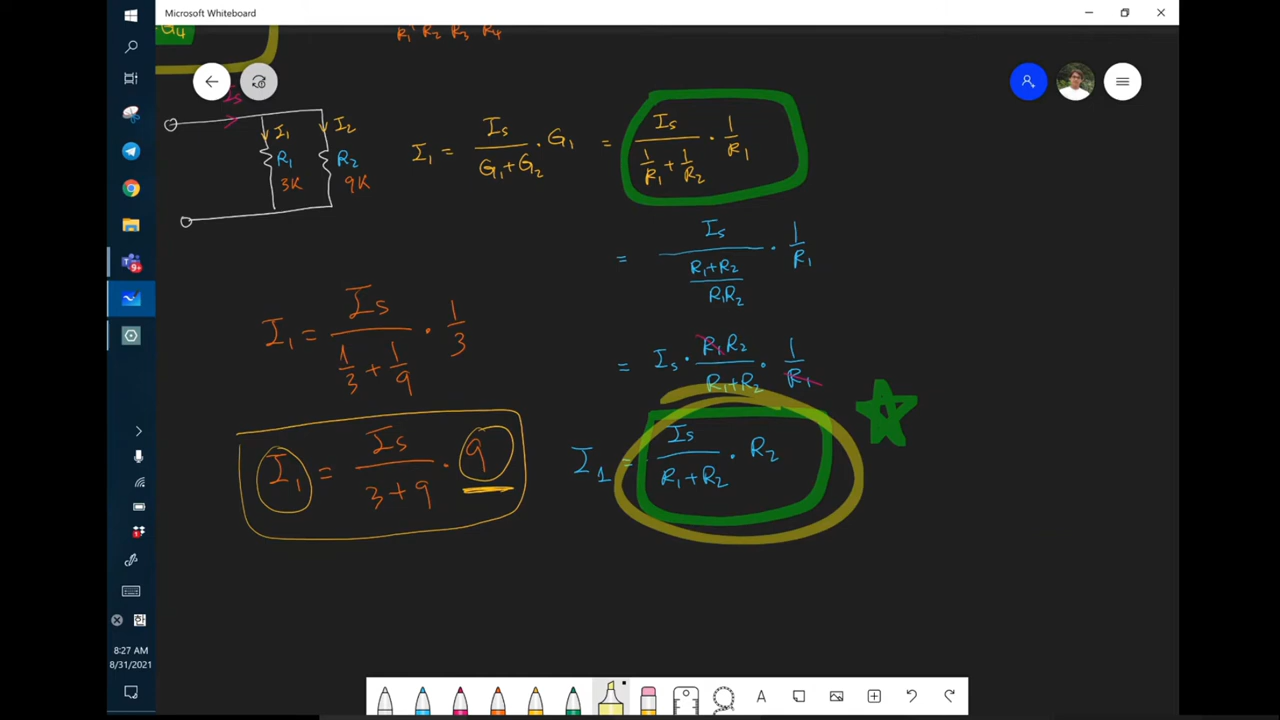 Microsoft Whiteboard
G4
R1 R2 R3 R4
Is
I1 I2
R1 R2
3K 9K
I1 = Is / (G1+G2) · G1 = Is / (1/R1 + 1/R2) · 1/R1
= Is / ((R1+R2) / (R1R2)) · 1/R1
I1 = Is / (1/3 + 1/9) · 1/3
= Is · R1R2 / (R1+R2) · 1/R1
I1 = Is / (3+9) · 9
I1 = Is / (R1+R2) · R2
9+
8:27 AM
8/31/2021
A